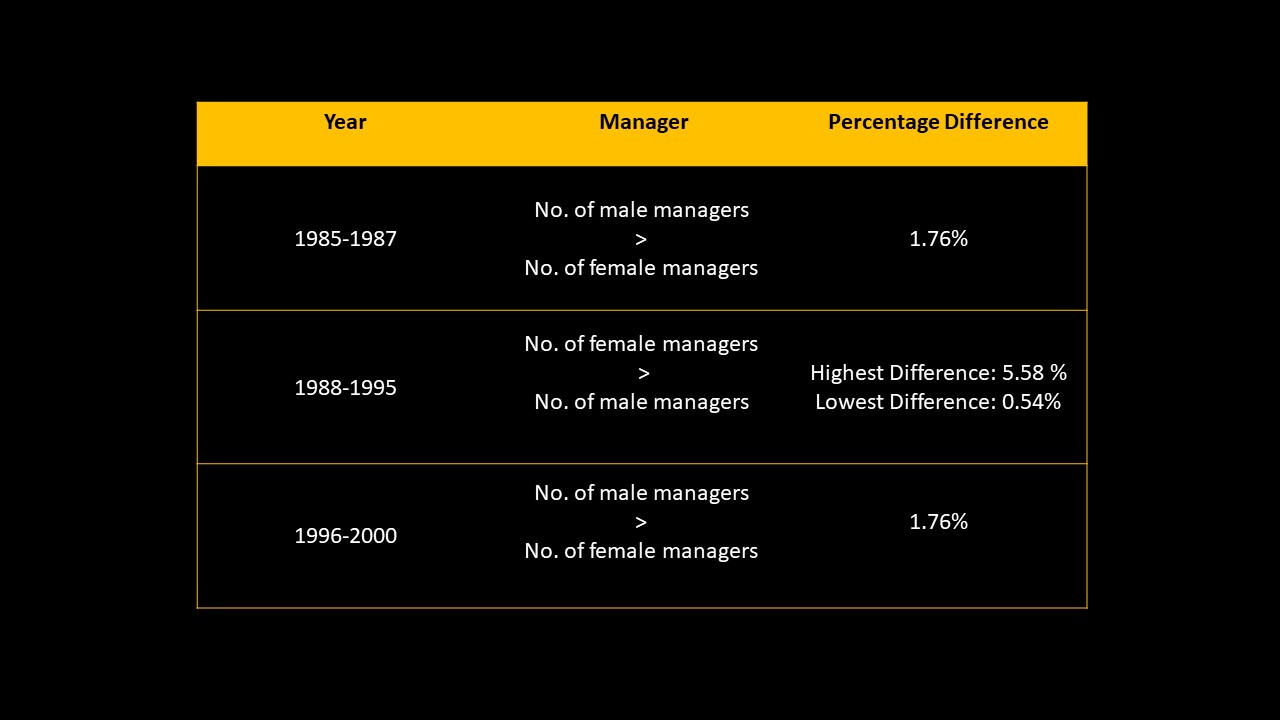 Year Manager Percentage Difference
No. of male managers
1985-1987 > 1.76%
No. of female managers
No. of female managers
> Highest Difference: 5.58 %
1988-1995
No. of male managers Lowest Difference: 0.54%
No. of male managers
> 1.76%
1996-2000
No. of female managers